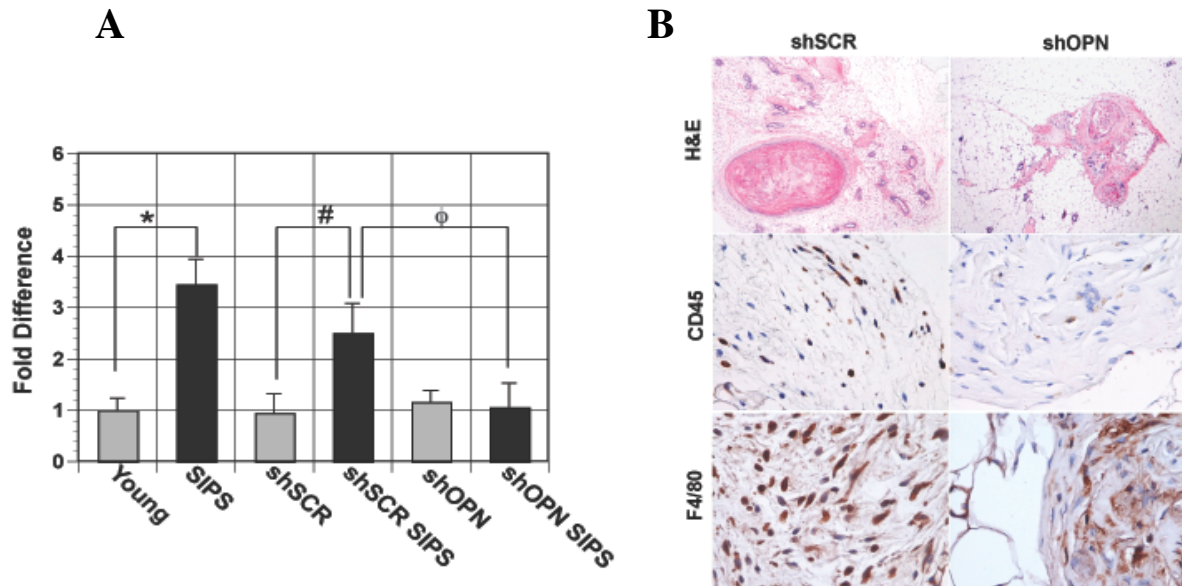 A
Fold Difference
6
5
4
3
2
1
0
*
#
φ
Young
SIPS
shSCR
shSCR SIPS
shOPN
shOPN SIPS
B
shSCR
shOPN
H&E
CD45
F4/80